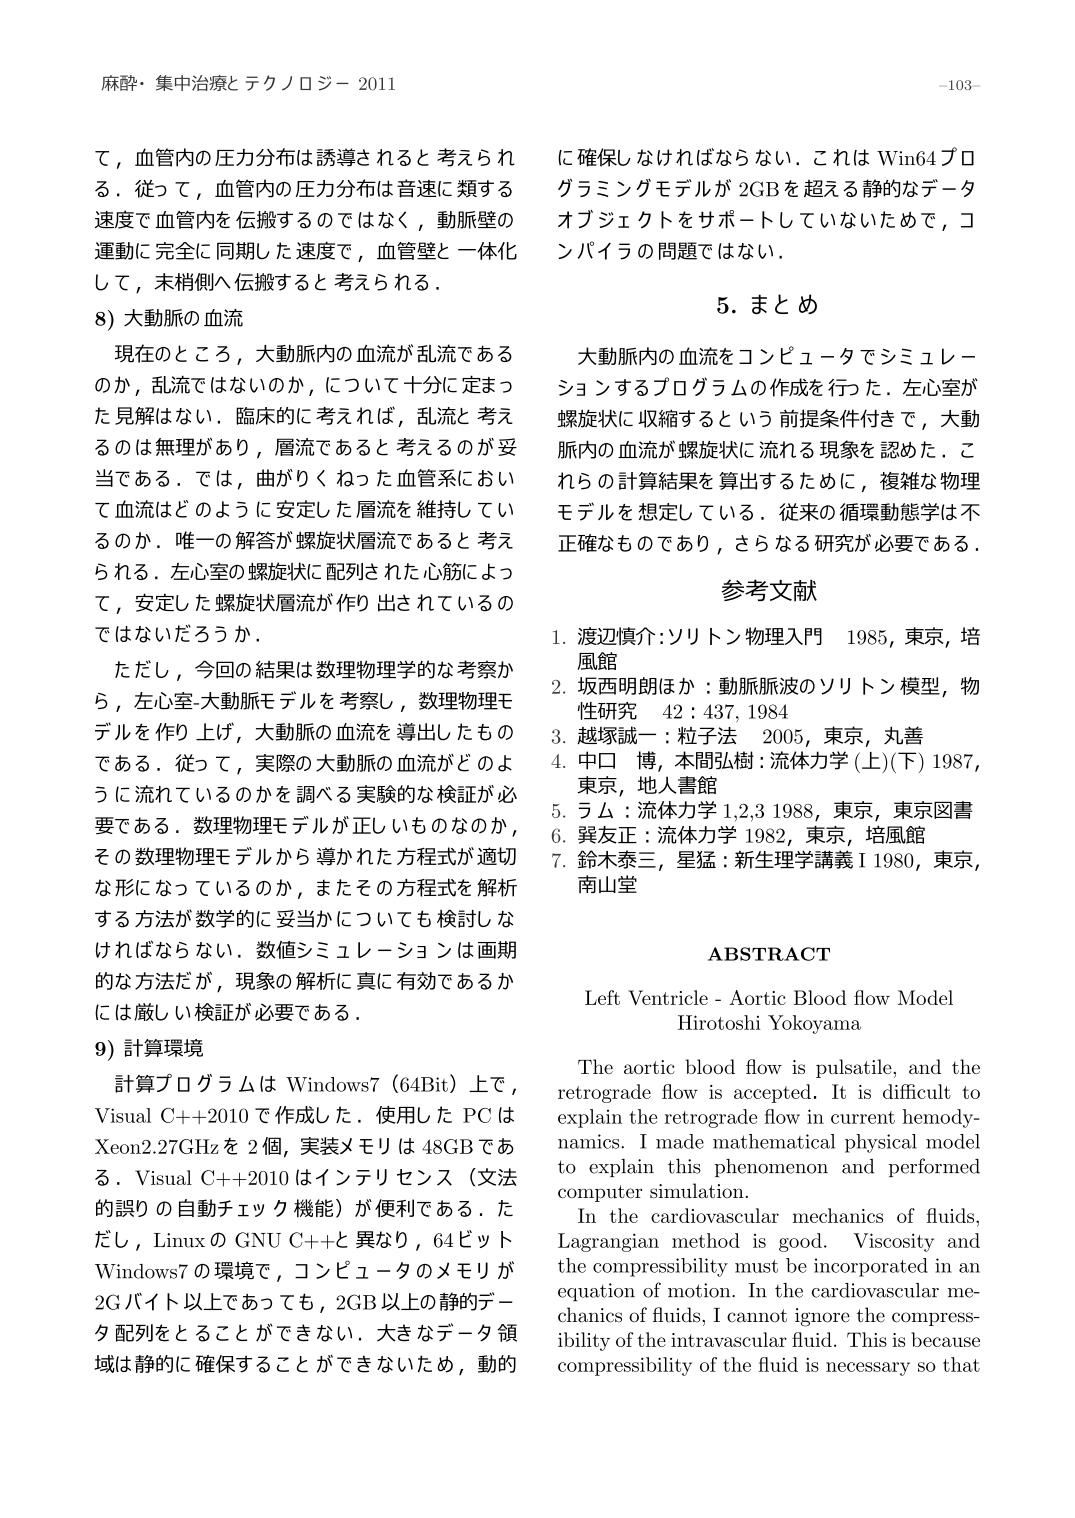 麻酔・集中治療とテクノロジー 2011
–103–
て，血管内の圧力分布は誘導されると考えられ
る．従って，血管内の圧力分布は音速に類する
速度で血管内を伝搬するのではなく，動脈壁の
運動に完全に同期した速度で，血管壁と一体化
して，末梢側へ伝搬すると考えられる．
8) 大動脈の血流
現在のところ，大動脈内の血流が乱流である
のか，乱流ではないのか，について十分に定まっ
た見解はない．臨床的に考えれば，乱流と考え
るのは無理があり，層流であると考えるのが妥
当である．では，曲がりくねった血管系におい
て血流はどのように安定した層流を維持してい
るのか．唯一の解答が螺旋状層流であると考え
られる．左心室の螺旋状に配列された心筋によっ
て，安定した螺旋状層流が作り出されているの
ではないだろうか．
ただし，今回の結果は数理物理学的な考察か
ら，左心室-大動脈モデルを考察し，数理物理モ
デルを作り上げ，大動脈の血流を導出したもの
である．従って，実際の大動脈の血流がどのよ
うに流れているのかを調べる実験的な検証が必
要である．数理物理モデルが正しいものなのか，
その数理物理モデルから導かれた方程式が適切
な形になっているのか，またその方程式を解析
する方法が数学的に妥当かについても検討しな
ければならない．数値シミュレーションは画期
的な方法だが，現象の解析に真に有効であるか
には厳しい検証が必要である．
9) 計算環境
計算プログラムは Windows7（64Bit）上で，
Visual C++2010 で作成した．使用した PC は
Xeon2.27GHz を 2 個，実装メモリは 48GB であ
る．Visual C++2010 はインテリセンス（文法
的誤りの自動チェック機能）が便利である．た
だし，Linux の GNU C++と異なり，64 ビット
Windows7 の環境で，コンピュータのメモリが
2G バイト以上であっても，2GB 以上の静的デー
タ配列をとることができない．大きなデータ領
域は静的に確保することができないため，動的
に確保しなければならない．これは Win64 プロ
グラミングモデルが 2GB を超える静的なデータ
オブジェクトをサポートしていないためで，コ
ンパイラの問題ではない．
5. まとめ
大動脈内の血流をコンピュータでシミュレー
ションするプログラムの作成を行った．左心室が
螺旋状に収縮するという前提条件付きで，大動
脈内の血流が螺旋状に流れる現象を認めた．こ
れらの計算結果を算出するために，複雑な物理
モデルを想定している．従来の循環動態学は不
正確なものであり，さらなる研究が必要である．
参考文献
1. 渡辺慎介：ソリトン物理入門　1985，東京，培
風館
2. 坂西明朗ほか：動脈脈波のソリトン模型，物
性研究　42：437, 1984
3. 越塚誠一：粒子法　2005，東京，丸善
4. 中口　博，本間弘樹：流体力学 (上)(下) 1987，
東京，地人書館
5. ラム：流体力学 1,2,3 1988，東京，東京図書
6. 巽友正：流体力学 1982，東京，培風館
7. 鈴木泰三，星猛：新生理学講義 I 1980，東京，
南山堂
ABSTRACT
Left Ventricle - Aortic Blood flow Model
Hirotoshi Yokoyama
The aortic blood flow is pulsatile, and the
retrograde flow is accepted. It is difficult to
explain the retrograde flow in current hemody-
namics. I made mathematical physical model
to explain this phenomenon and performed
computer simulation.
In the cardiovascular mechanics of fluids,
Lagrangian method is good. Viscosity and
the compressibility must be incorporated in an
equation of motion. In the cardiovascular me-
chanics of fluids, I cannot ignore the compress-
ibility of the intravascular fluid. This is because
compressibility of the fluid is necessary so that